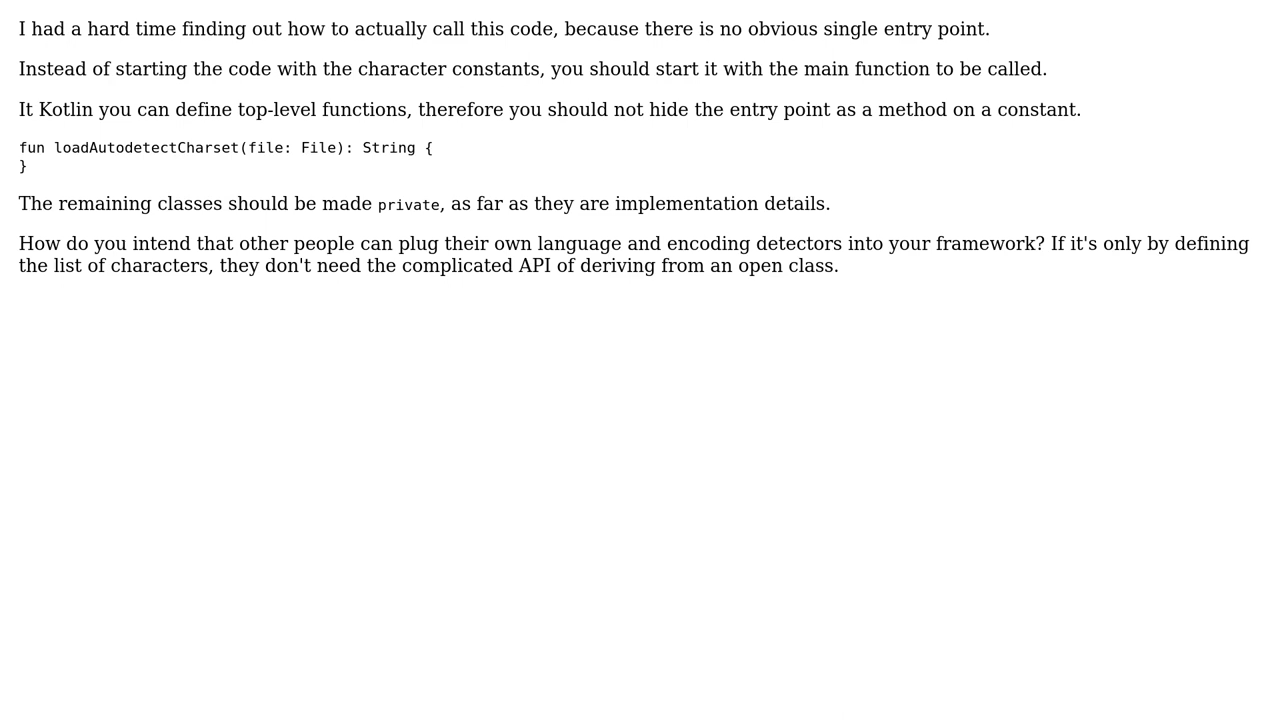 I had a hard time finding out how to actually call this code, because there is no obvious single entry point.
Instead of starting the code with the character constants, you should start it with the main function to be called.
It Kotlin you can define top-level functions, therefore you should not hide the entry point as a method on a constant.
fun loadAutodetectCharset(file: File): String {
}
The remaining classes should be made private, as far as they are implementation details.
How do you intend that other people can plug their own language and encoding detectors into your framework? If it's only by defining
the list of characters, they don't need the complicated API of deriving from an open class.